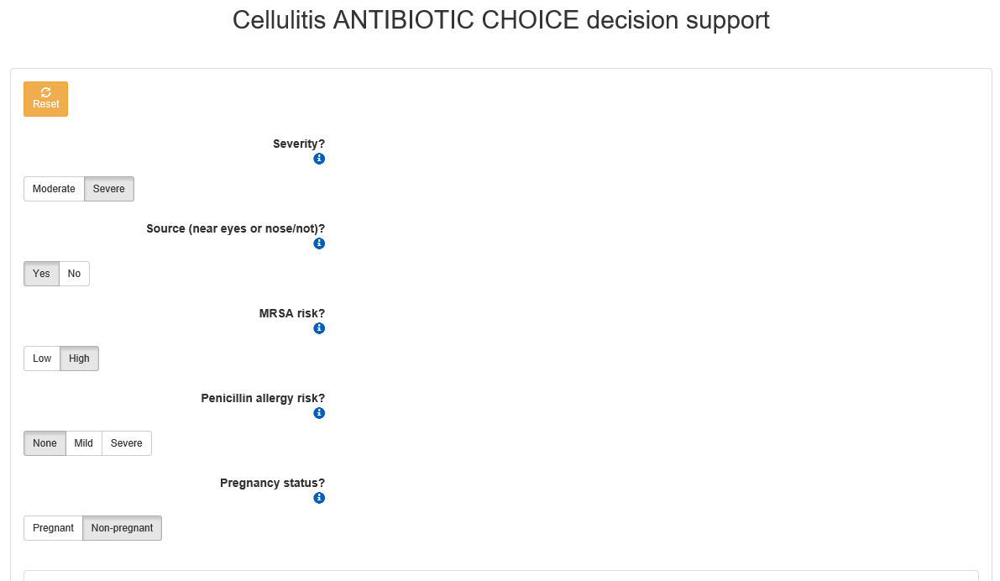 Cellulitis ANTIBIOTIC CHOICE decision support
Reset
Severity?
Moderate Severe
Source (near eyes or nose/not)?
Yes No
MRSA risk?
Low High
Penicillin allergy risk?
None Mild Severe
Pregnancy status?
Pregnant Non-pregnant